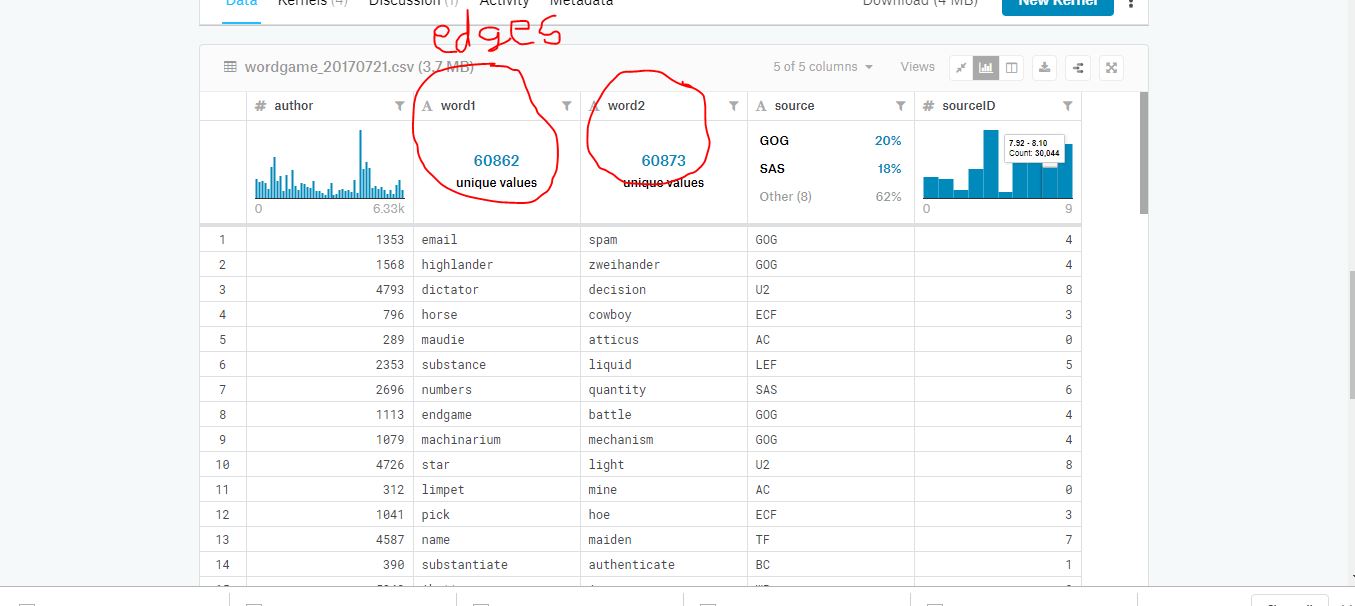 Data Kernels (4) Discussion (1) Activity Metadata Download (4 MB) New Kernel
edges
wordgame_20170721.csv (3.7 MB) 5 of 5 columns Views
# author A word1 A word2 A source # sourceID
60862 60873 GOG 20% 7.92 - 8.10
Count: 30,044
unique values unique values SAS 18%
0 6.33k Other (8) 62% 0 9
1 1353 email spam GOG 4
2 1568 highlander zweihander GOG 4
3 4793 dictator decision U2 8
4 796 horse cowboy ECF 3
5 289 maudie atticus AC 0
6 2353 substance liquid LEF 5
7 2696 numbers quantity SAS 6
8 1113 endgame battle GOG 4
9 1079 machinarium mechanism GOG 4
10 4726 star light U2 8
11 312 limpet mine AC 0
12 1041 pick hoe ECF 3
13 4587 name maiden TF 7
14 390 substantiate authenticate BC 1